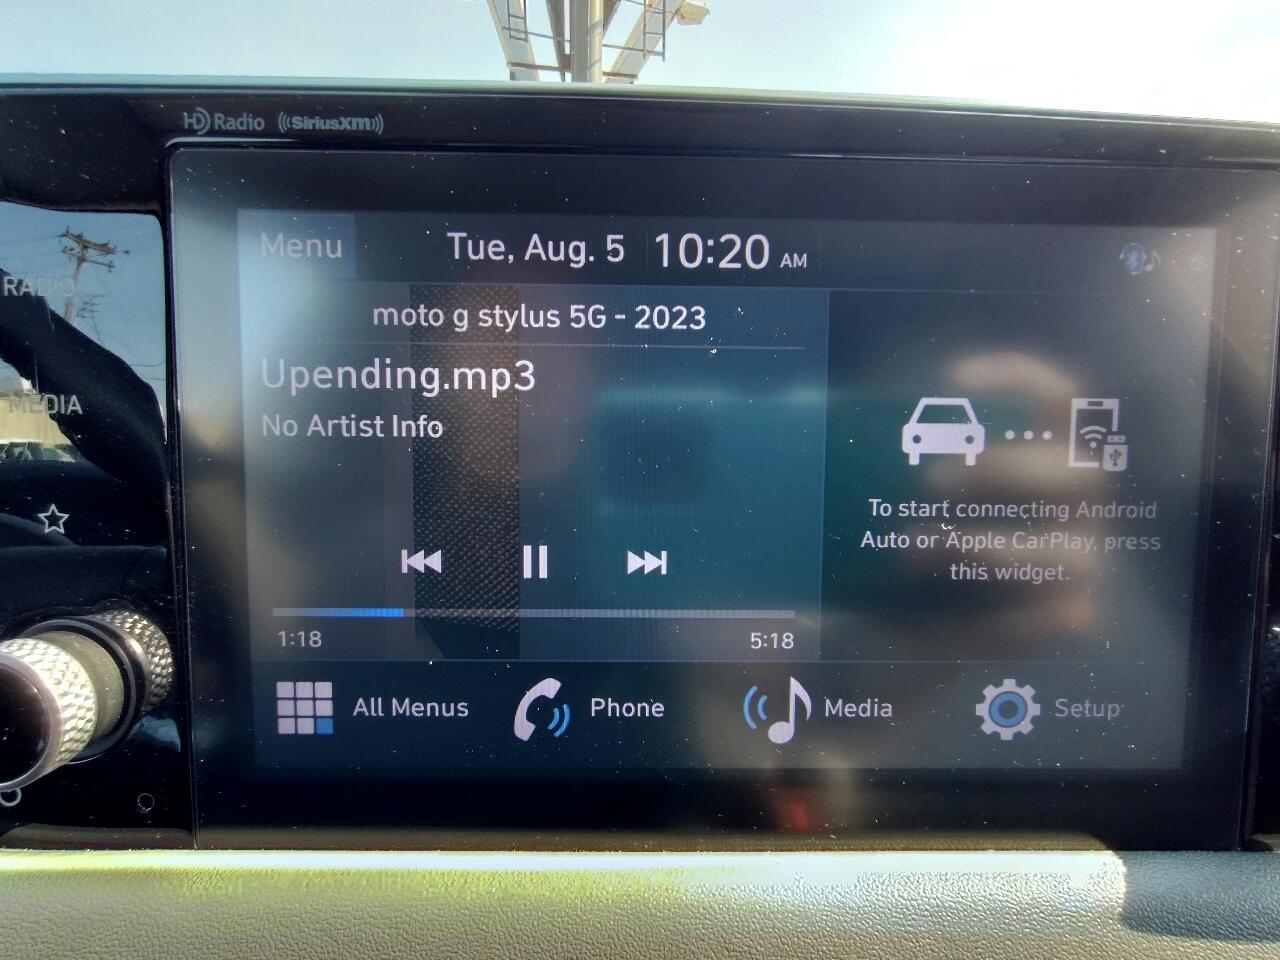 HD Radio ((SiriusXM))
Menu Tue, Aug. 5 10:20 AM
RADIO
MEDIA
moto g stylus 5G - 2023
Upending.mp3
No Artist Info
1:18 5:18
To start connecting Android
Auto or Apple CarPlay, press
this widget.
All Menus Phone Media Setup